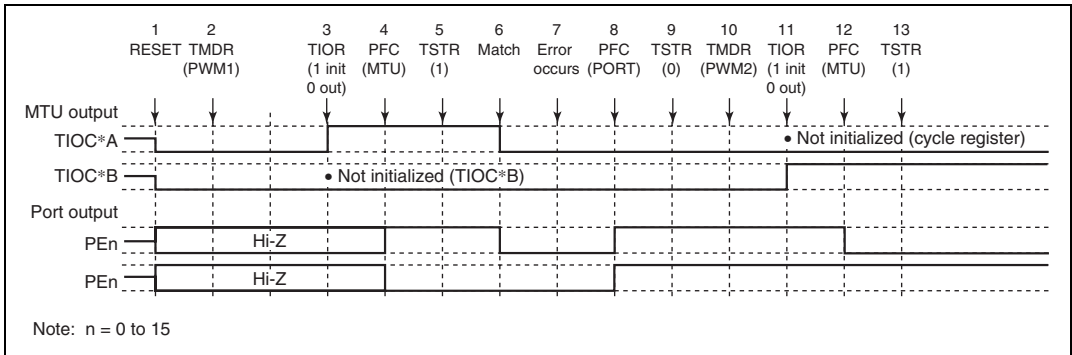 1 2 3 4 5 6 7 8 9 10 11 12 13
RESET TMDR TIOR PFC TSTR Match Error PFC TSTR TMDR TIOR PFC TSTR
(PWM1) (1 init (MTU) (1) occurs (PORT) (0) (PWM2) (1 init (MTU) (1)
0 out) 0 out)
MTU output
TIOC*A • Not initialized (cycle register)
TIOC*B • Not initialized (TIOC*B)
Port output
PEn Hi-Z
PEn Hi-Z
Note: n = 0 to 15